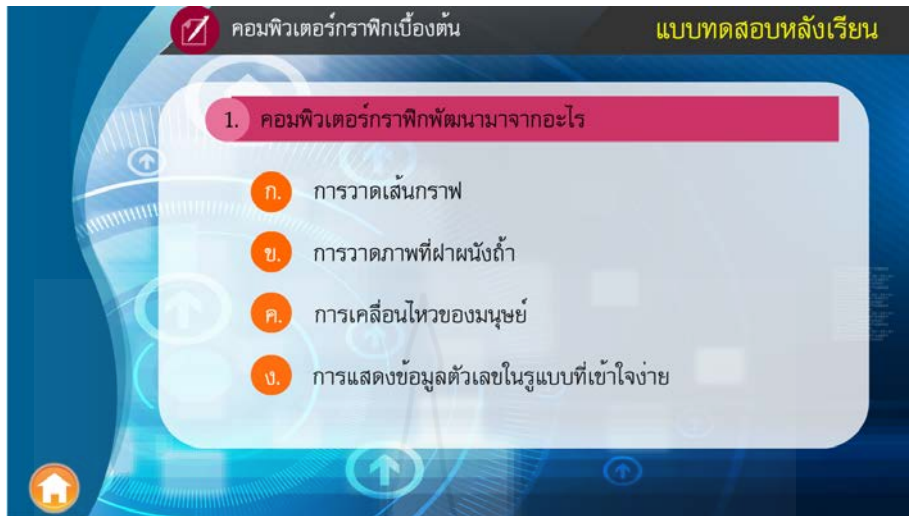 คอมพิวเตอร์กราฟิกเบื้องต้น
แบบทดสอบหลังเรียน
1. คอมพิวเตอร์กราฟิกพัฒนามาจากอะไร
ก. การวาดเส้นกราฟ
ข. การวาดภาพที่ฝาผนังถ้ำ
ค. การเคลื่อนไหวของมนุษย์
ง. การแสดงข้อมูลตัวเลขในรูแบบที่เข้าใจง่าย